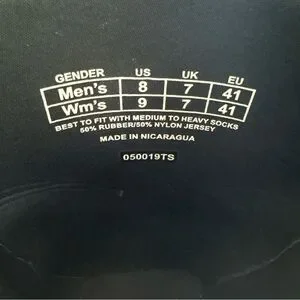 GENDER US UK EU
Men's 8 7 41
Wm's 9 7 41
BEST TO FIT WITH MEDIUM TO HEAVY SOCKS
50% RUBBER/50% NYLON JERSEY
MADE IN NICARAGUA
050019TS